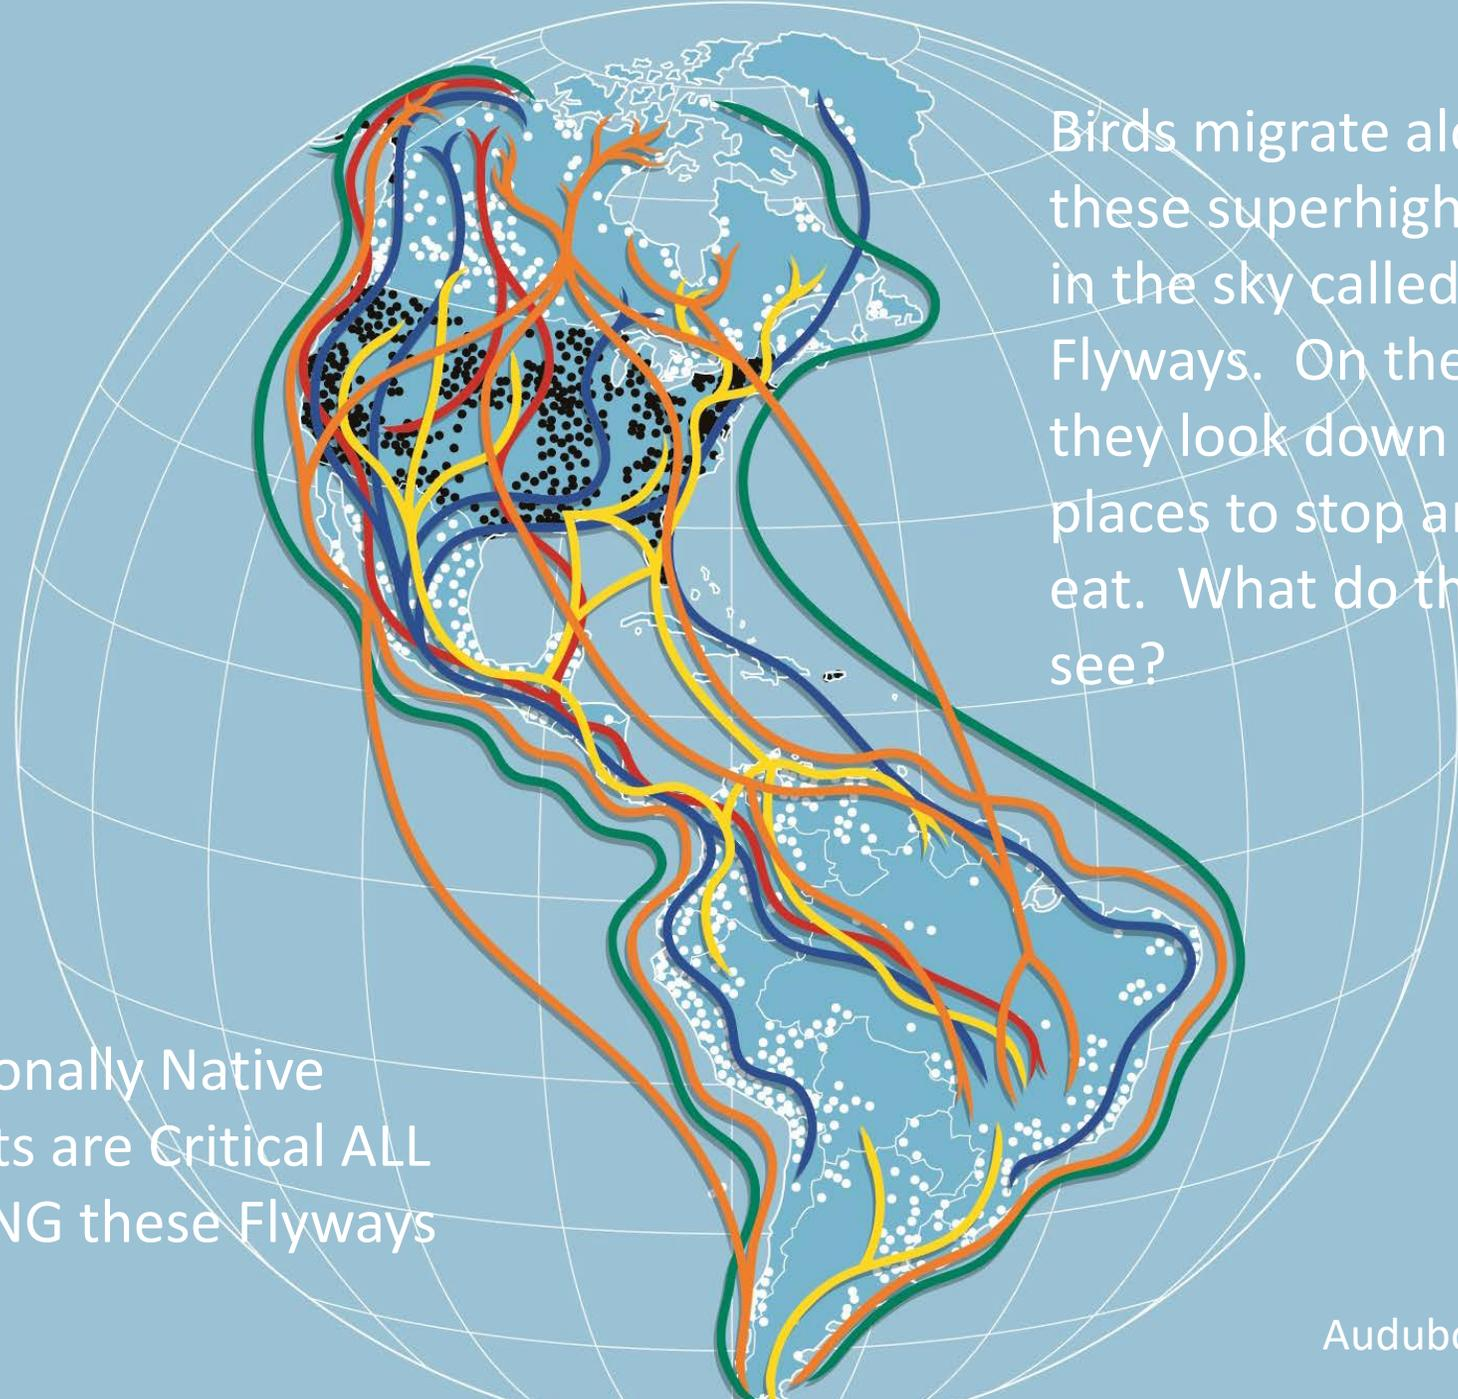 Birds migrate al
these superhigh
in the sky called
Flyways.  On the
they look down
places to stop a
eat.  What do th
see?
onally Native
ts are Critical ALL
NG these Flyways
Audub